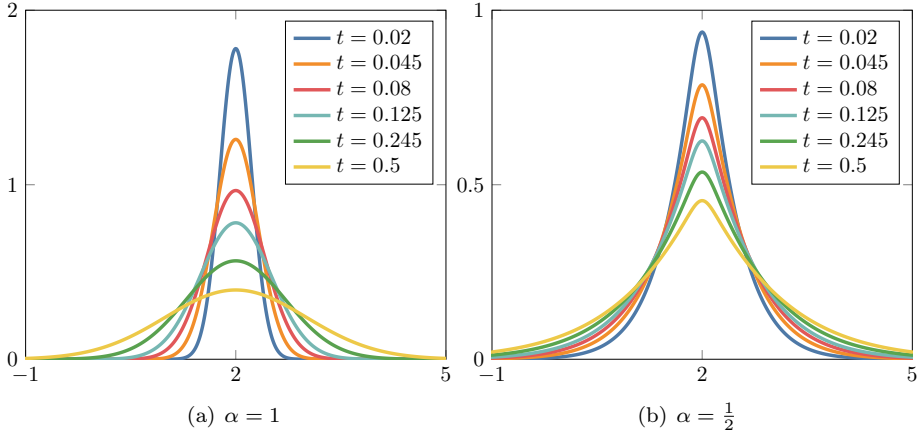 2
1
0
−1
2
5
t = 0.02
t = 0.045
t = 0.08
t = 0.125
t = 0.245
t = 0.5
(a) α = 1
1
0.5
0
−1
2
5
t = 0.02
t = 0.045
t = 0.08
t = 0.125
t = 0.245
t = 0.5
(b) α = 1/2